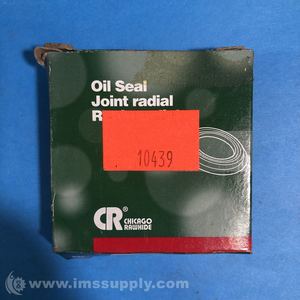 Oil Seal
Joint radial
R
10439
CR®
CHICAGO
RAWHIDE
© www.imssupply.com